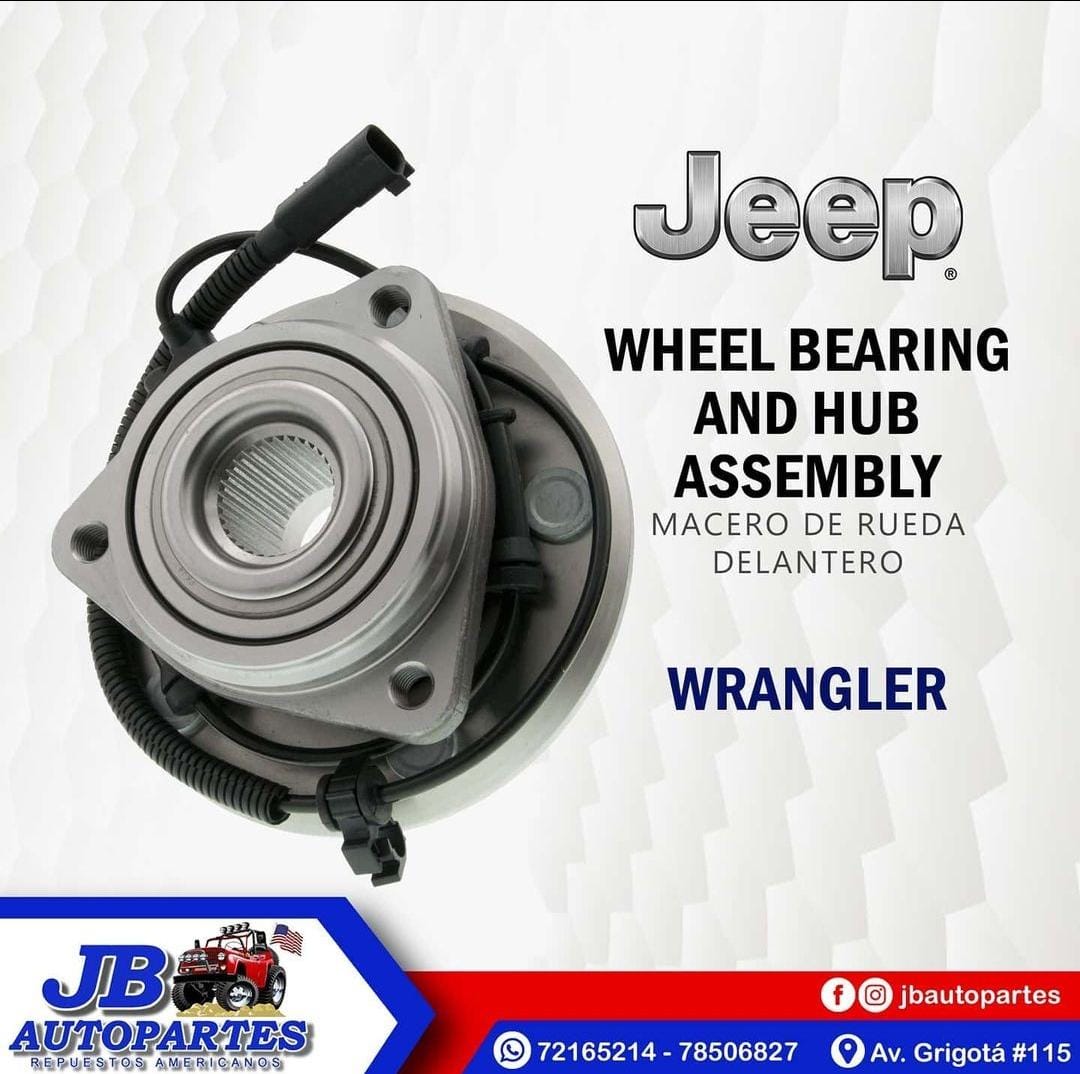 Jeep®
WHEEL BEARING
AND HUB
ASSEMBLY
MACERO DE RUEDA
DELANTERO
WRANGLER
JB
AUTOPARTES
REPUESTOS AMERICANOS
jbautopartes
72165214 - 78506827
Av. Grigotá #115